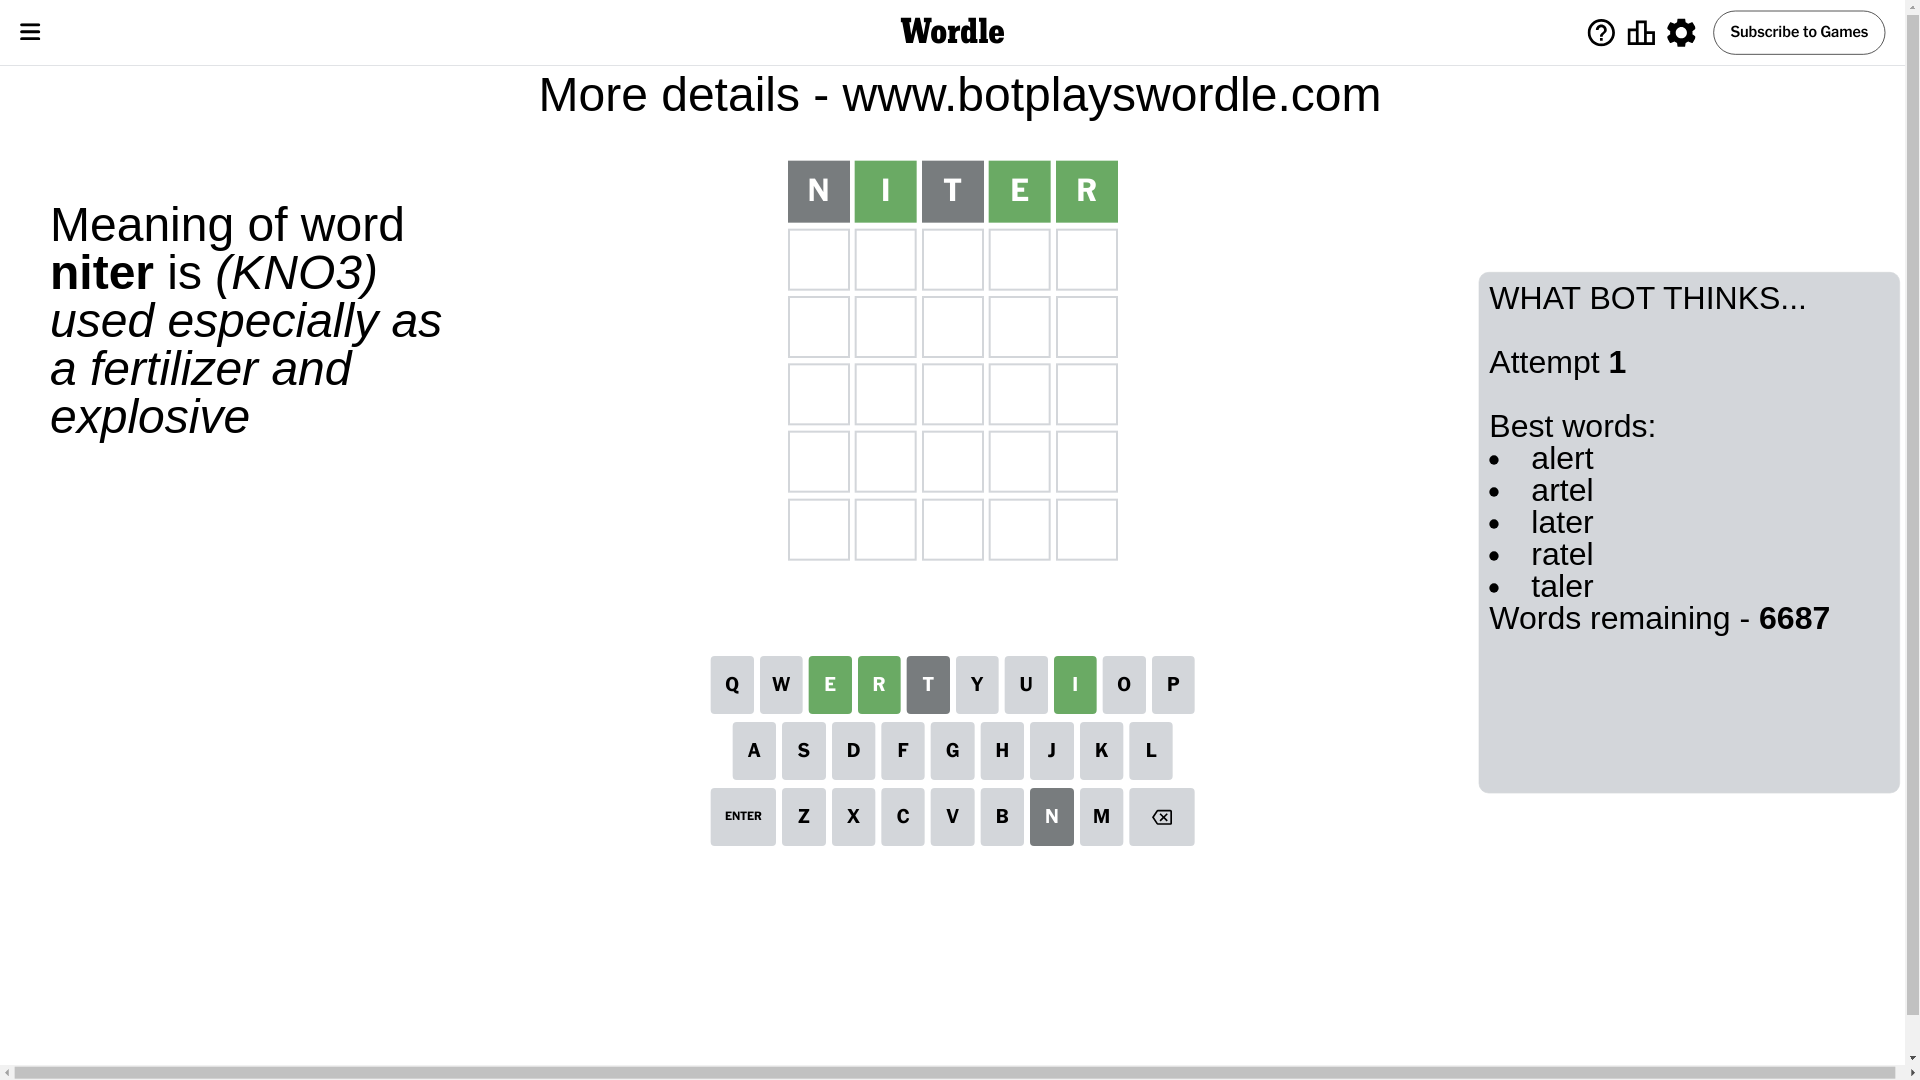 Wordle
Subscribe to Games
More details - www.botplayswordle.com
N I T E R
Meaning of word
niter is (KNO3)
used especially as
a fertilizer and
explosive
WHAT BOT THINKS...
Attempt 1
Best words:
• alert
• artel
• later
• ratel
• taler
Words remaining - 6687
Q W E R T Y U I O P
A S D F G H J K L
ENTER Z X C V B N M